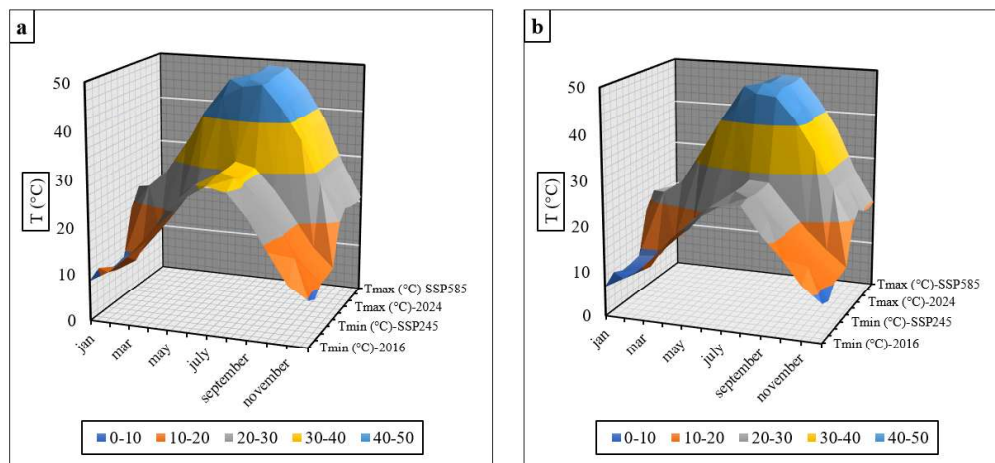 a
50
40
30
20
10
0
T (°C)
jan
mar
may
july
september
november
Tmax (°C) SSP585
Tmax (°C)-2024
Tmin (°C)-SSP245
Tmin (°C)-2016
0-10 10-20 20-30 30-40 40-50
b
50
40
30
20
10
0
T (°C)
jan
mar
may
july
september
november
Tmax (°C)-SSP585
Tmax (°C)-2024
Tmin (°C)-SSP245
Tmin (°C)-2016
0-10 10-20 20-30 30-40 40-50